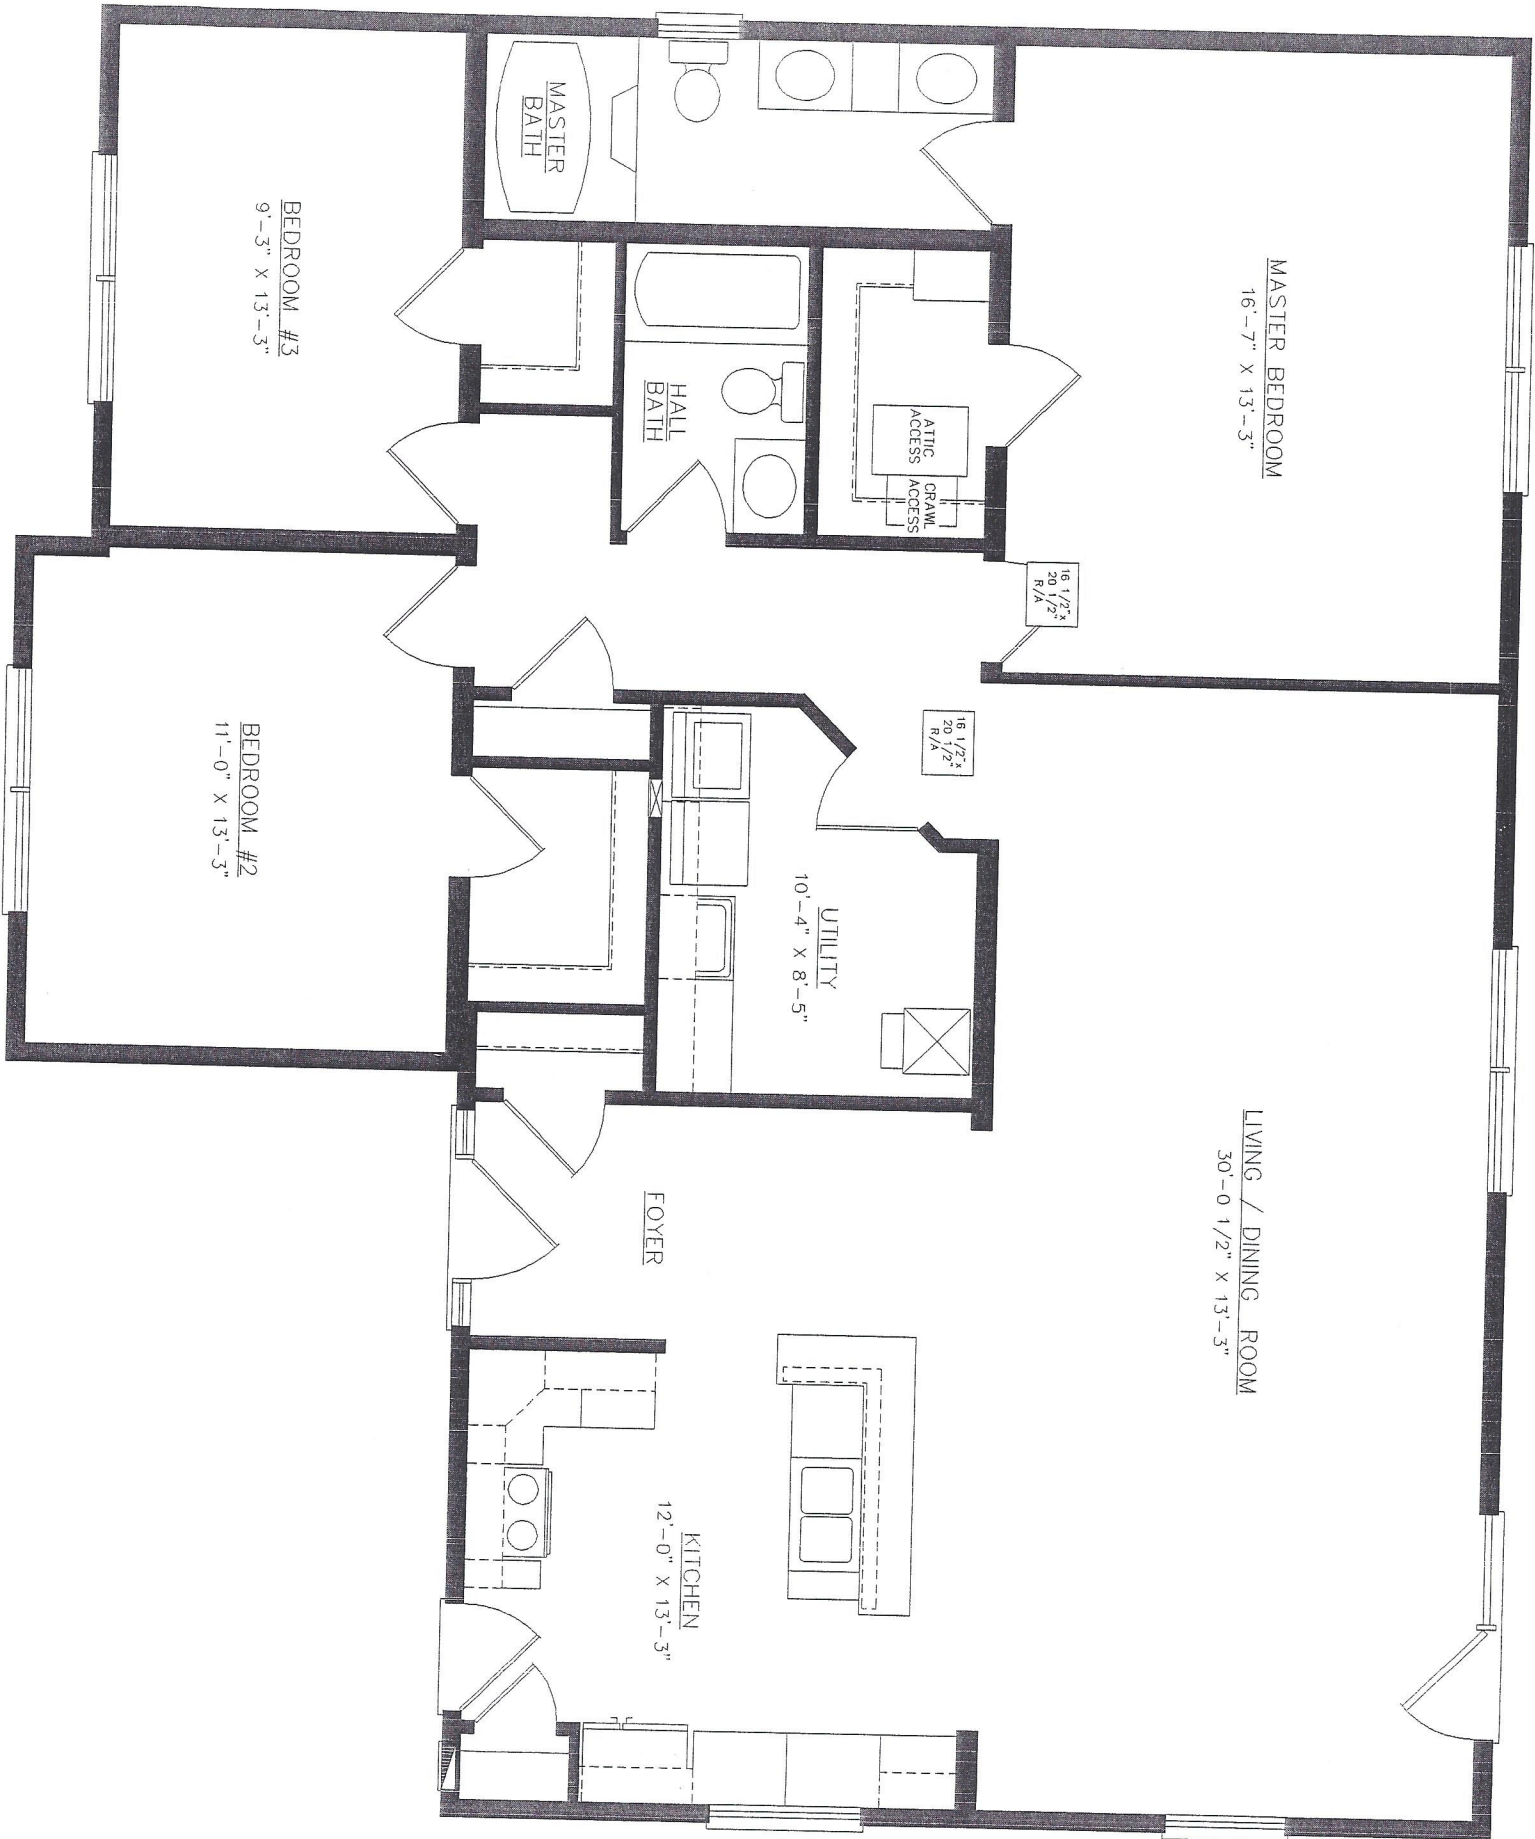 MASTER BEDROOM
16'-7" X 13'-3"
LIVING / DINING ROOM
30'-0 1/2" X 13'-3"
16 1/2"x
20 1/2"
R/A
16 1/2"x
20 1/2"
R/A
ATTIC
ACCESS
CRAWL
ACCESS
UTILITY
10'-4" X 8'-5"
MASTER
BATH
HALL
BATH
FOYER
KITCHEN
12'-0" X 13'-3"
BEDROOM #3
9'-3" X 13'-3"
BEDROOM #2
11'-0" X 13'-3"